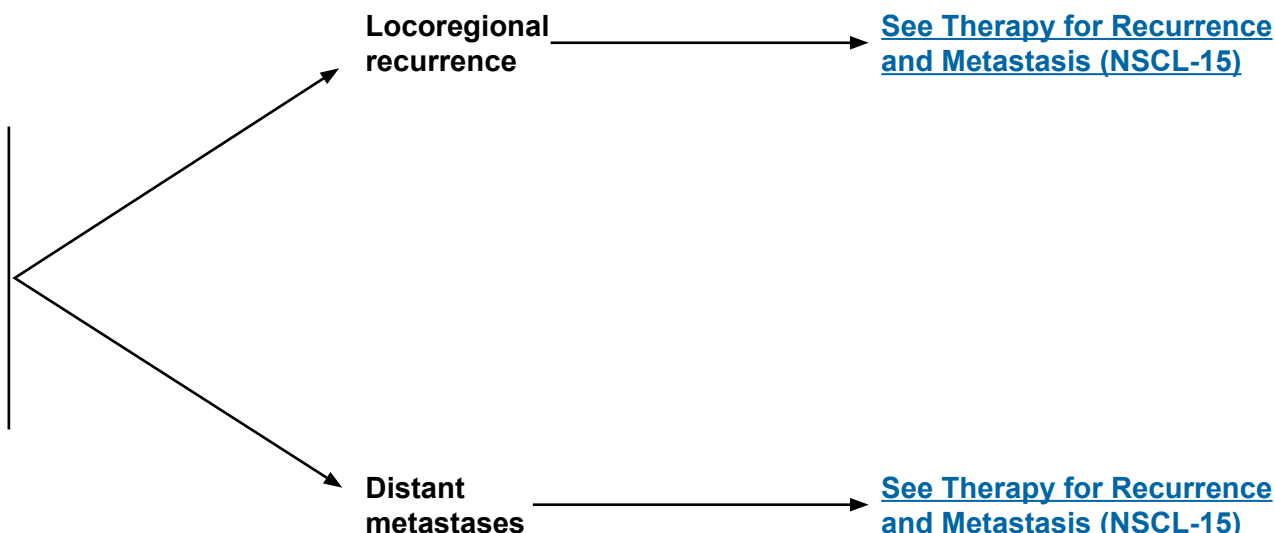 Locoregional
recurrence
See Therapy for Recurrence
and Metastasis (NSCL-15)
Distant
metastases
See Therapy for Recurrence
and Metastasis (NSCL-15)